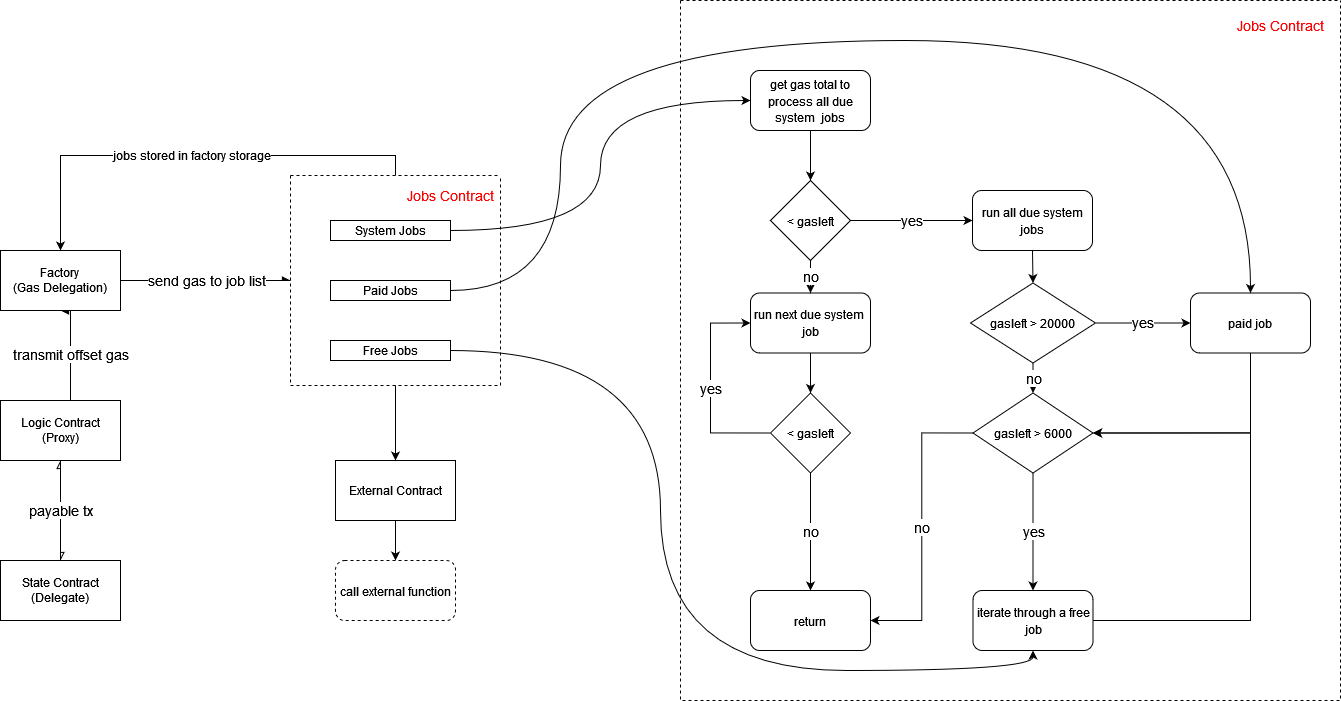 jobs stored in factory storage
Factory
(Gas Delegation)
send gas to job list
transmit offset gas
Logic Contract
(Proxy)
payable tx
State Contract
(Delegate)
Jobs Contract
System Jobs
Paid Jobs
Free Jobs
External Contract
call external function
Jobs Contract
get gas total to
process all due
system jobs
< gasleft
yes
no
run all due system
jobs
run next due system
job
gasleft > 20000
yes
paid job
no
yes
< gasleft
gasleft > 6000
no
no
yes
return
iterate through a free
job